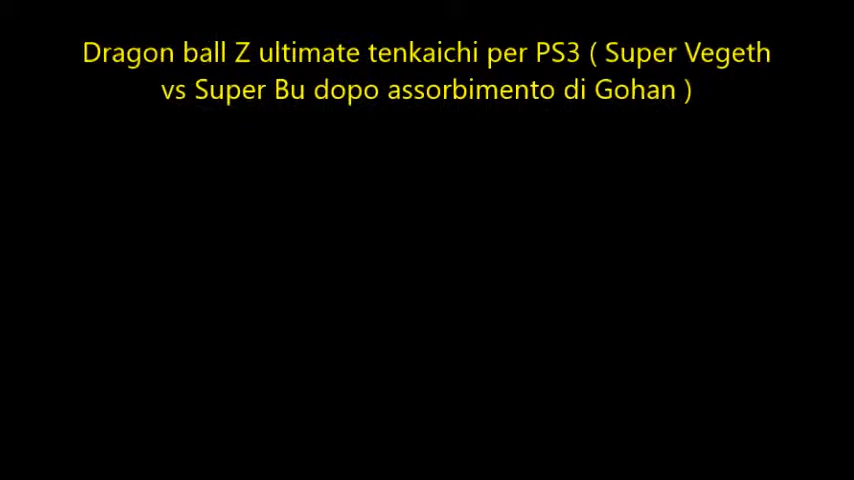 Dragon ball Z ultimate tenkaichi per PS3 ( Super Vegeth
vs Super Bu dopo assorbimento di Gohan )